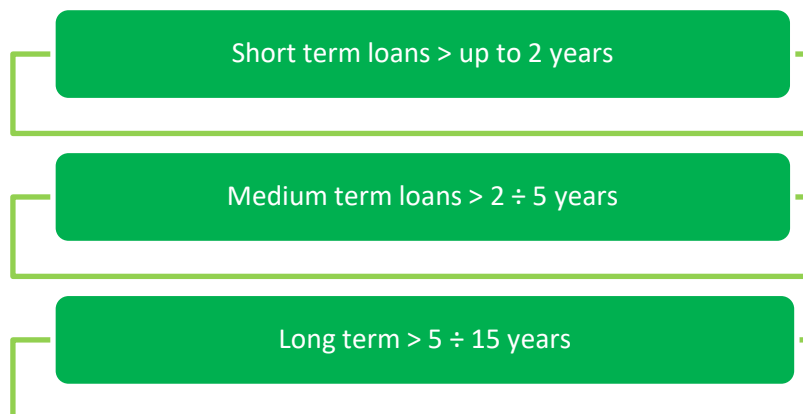 Short term loans > up to 2 years
Medium term loans > 2 ÷ 5 years
Long term > 5 ÷ 15 years